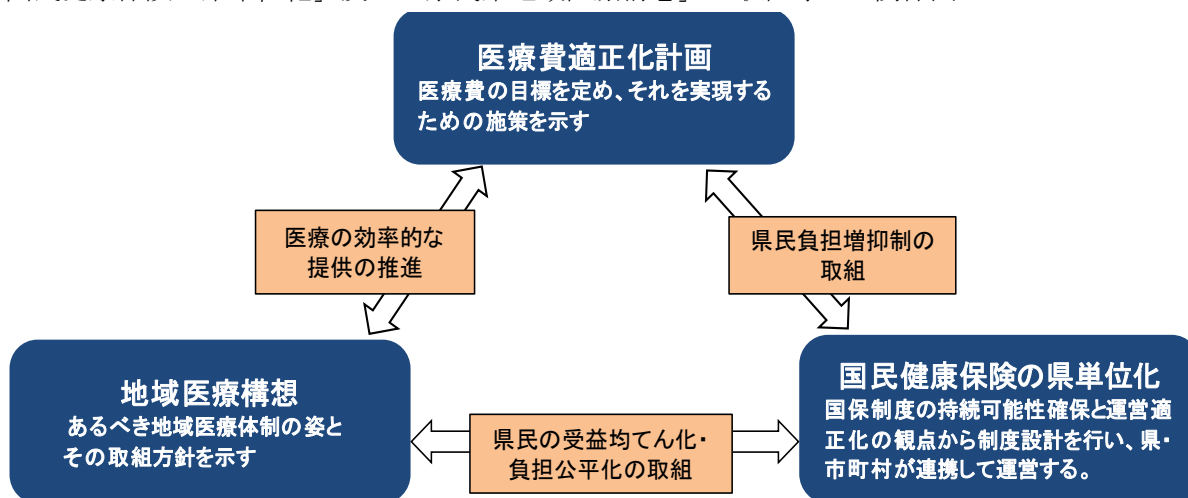 医療費適正化計画
医療費の目標を定め、それを実現する
ための施策を示す
医療の効率的な
提供の推進
県民負担増抑制の
取組
地域医療構想
あるべき地域医療体制の姿と
その取組方針を示す
県民の受益均てん化・
負担公平化の取組
国民健康保険の県単位化
国保制度の持続可能性確保と運営適
正化の観点から制度設計を行い、県・
市町村が連携して運営する。